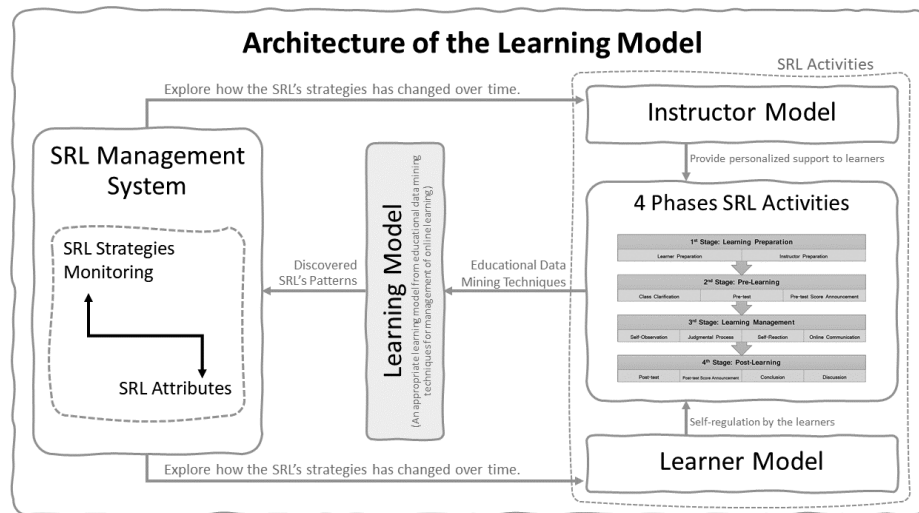 Architecture of the Learning Model
SRL Activities
Explore how the SRL's strategies has changed over time.
Instructor Model
Provide personalized support to learners
SRL Management
System
SRL Strategies
Monitoring
SRL Attributes
Discovered
SRL's Patterns
Learning Model
(An appropriate learning model from educational data mining
techniques for management of online learning)
Educational Data
Mining Techniques
4 Phases SRL Activities
1st Stage: Learning Preparation
Learner Preparation
Instructor Preparation
2nd Stage: Pre-Learning
Class Clarification
Pre-test
Pre-test Score Announcement
3rd Stage: Learning Management
Self-Observation
Judgmental Process
Self-Reaction
Online Communication
4th Stage: Post-Learning
Post-test
Post-test Score Announcement
Conclusion
Discussion
Self-regulation by the learners
Learner Model
Explore how the SRL's strategies has changed over time.